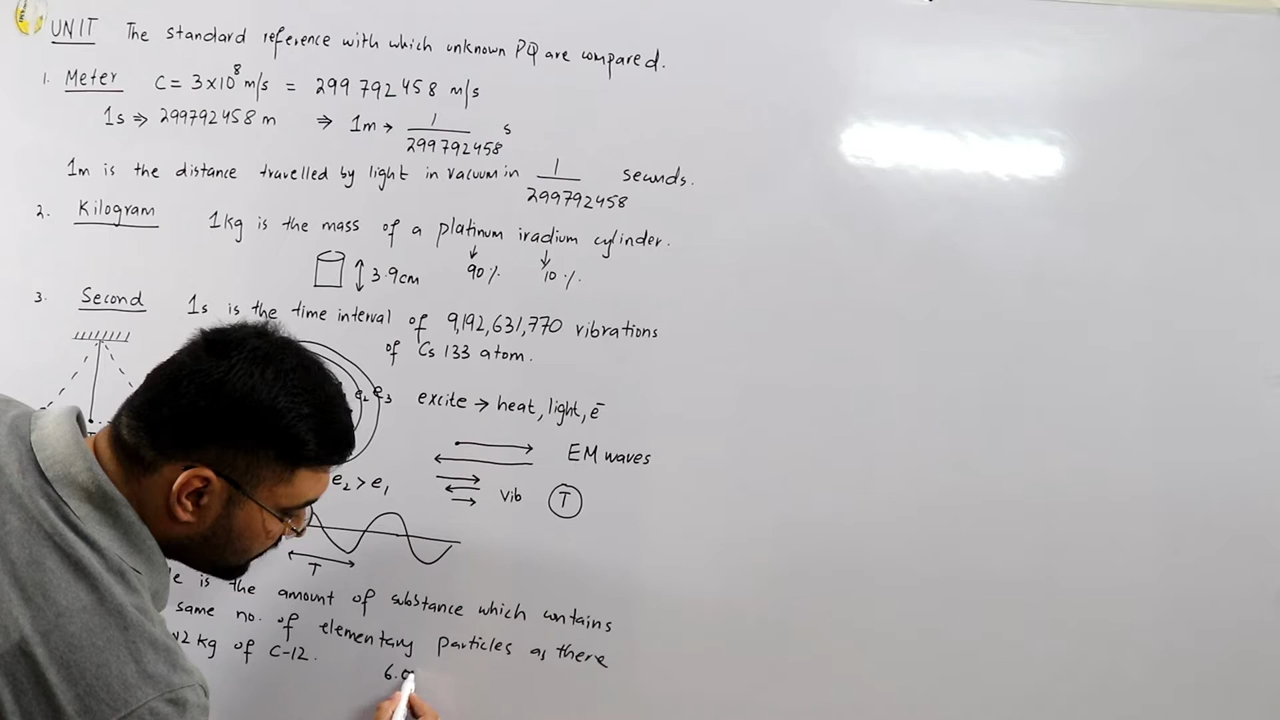 UNIT The standard reference with which unknown PQ are compared.
1. Meter C = 3×10⁸ m/s = 299 792 458 m/s
1s ⇒ 299792458 m ⇒ 1m → 1/299792458 s
1m is the distance travelled by light in vacuum in 1/299792458 seconds.
2. Kilogram 1kg is the mass of a platinum iradium cylinder.
3.9cm 90% 10%.
3. Second 1s is the time interval of 9,192,631,770 vibrations
of Cs 133 atom.
e₂ e₃ excite → heat, light, e⁻
EM waves
e₂ > e₁ Vib T
T
is the amount of substance which contains
same no. of elementary particles as there
kg of C-12.
6.0